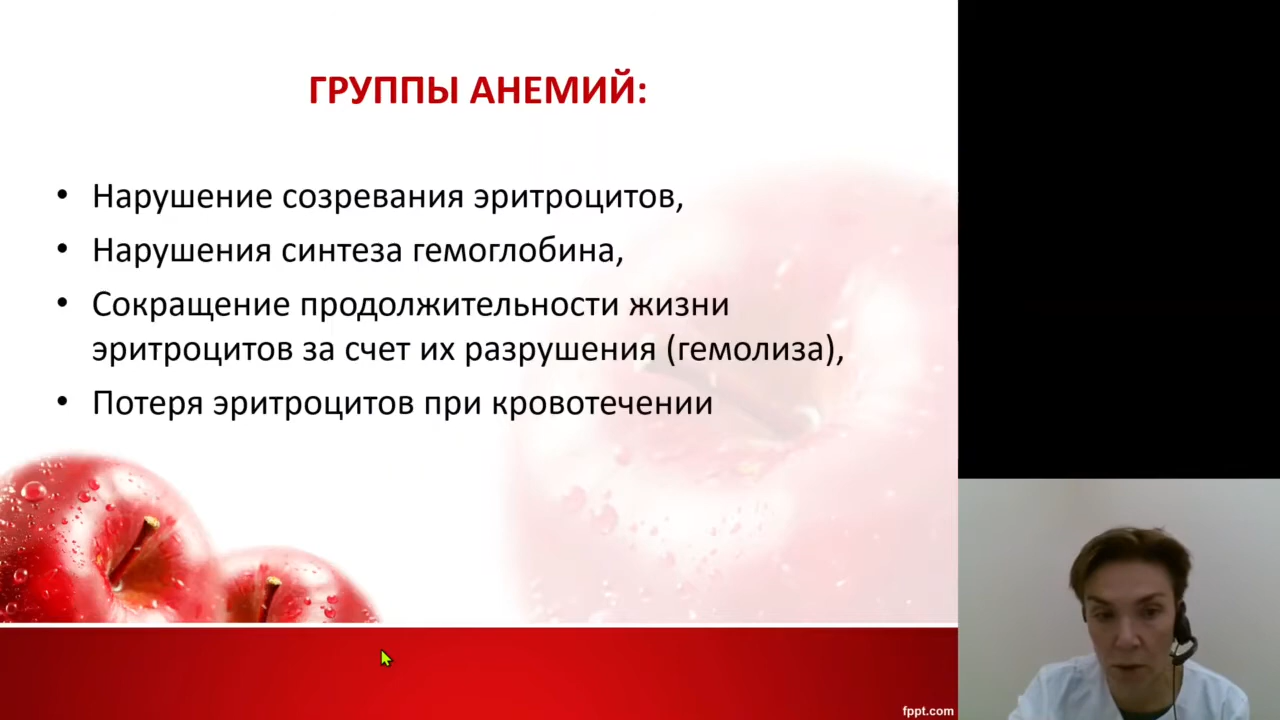 ГРУППЫ АНЕМИЙ:
• Нарушение созревания эритроцитов,
• Нарушения синтеза гемоглобина,
• Сокращение продолжительности жизни
эритроцитов за счет их разрушения (гемолиза),
• Потеря эритроцитов при кровотечении
fppt.com